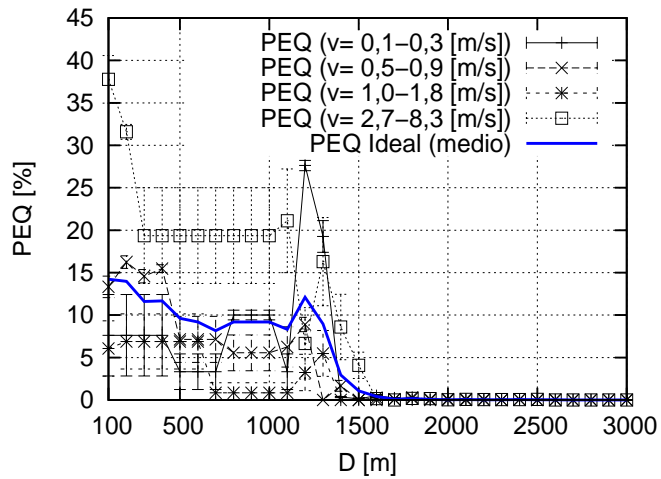 45
40
35
30
25
20
15
10
5
0
PEQ [%]
PEQ (v= 0,1–0,3 [m/s])
PEQ (v= 0,5–0,9 [m/s])
PEQ (v= 1,0–1,8 [m/s])
PEQ (v= 2,7–8,3 [m/s])
PEQ Ideal (medio)
100 500 1000 1500 2000 2500 3000
D [m]